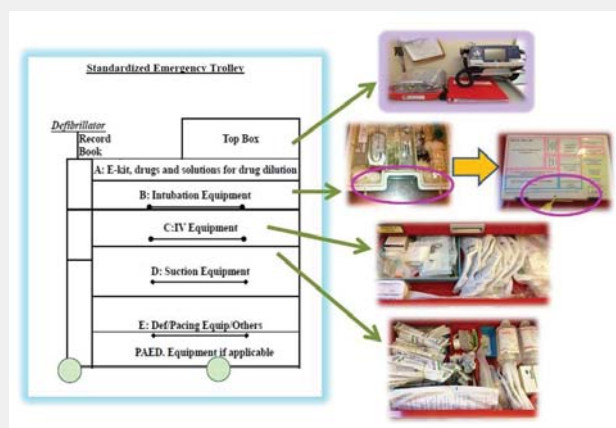 Standardized Emergency Trolley
Defibrillator
Record
Book
Top Box
A: E-kit, drugs and solutions for drug dilution
B: Intubation Equipment
C:IV Equipment
D: Suction Equipment
E: Def/Pacing Equip/Others
PAED. Equipment if applicable